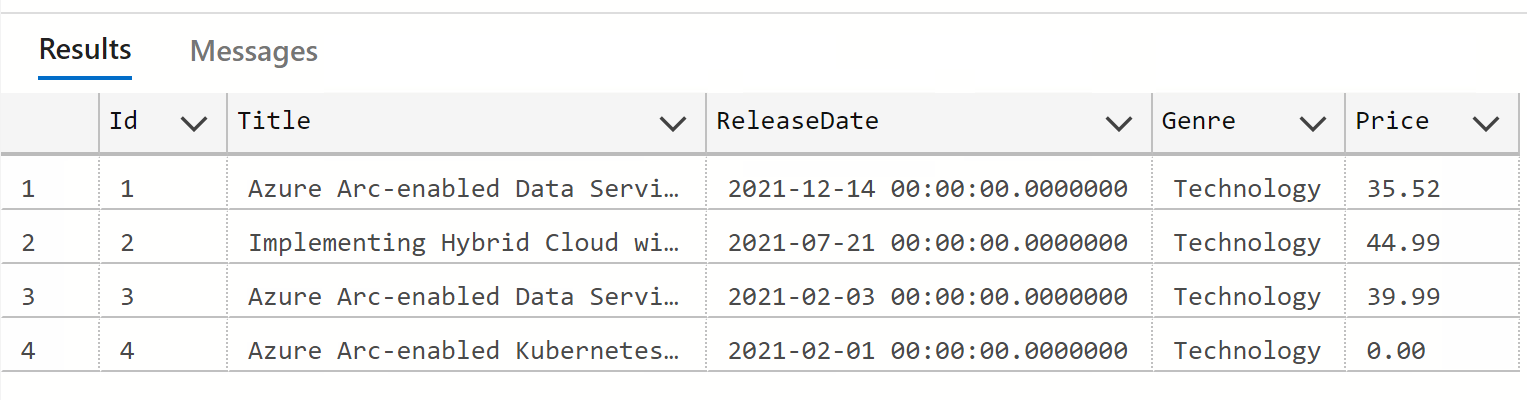 Results Messages
Id Title ReleaseDate Genre Price
1 1 Azure Arc-enabled Data Servi… 2021-12-14 00:00:00.0000000 Technology 35.52
2 2 Implementing Hybrid Cloud wi… 2021-07-21 00:00:00.0000000 Technology 44.99
3 3 Azure Arc-enabled Data Servi… 2021-02-03 00:00:00.0000000 Technology 39.99
4 4 Azure Arc-enabled Kubernetes… 2021-02-01 00:00:00.0000000 Technology 0.00